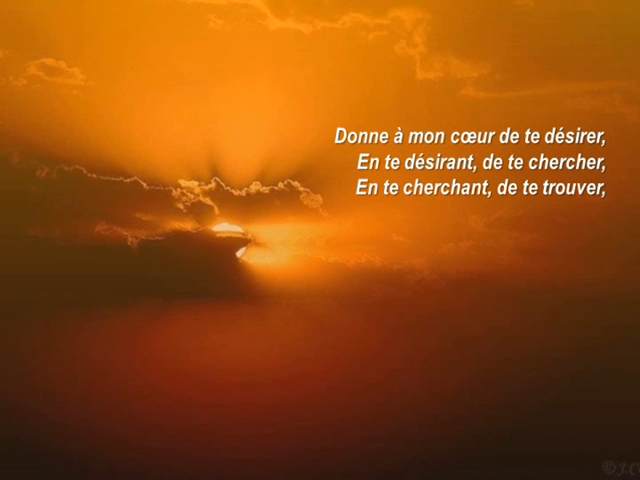 Donne à mon cœur de te désirer,
En te désirant, de te chercher,
En te cherchant, de te trouver,